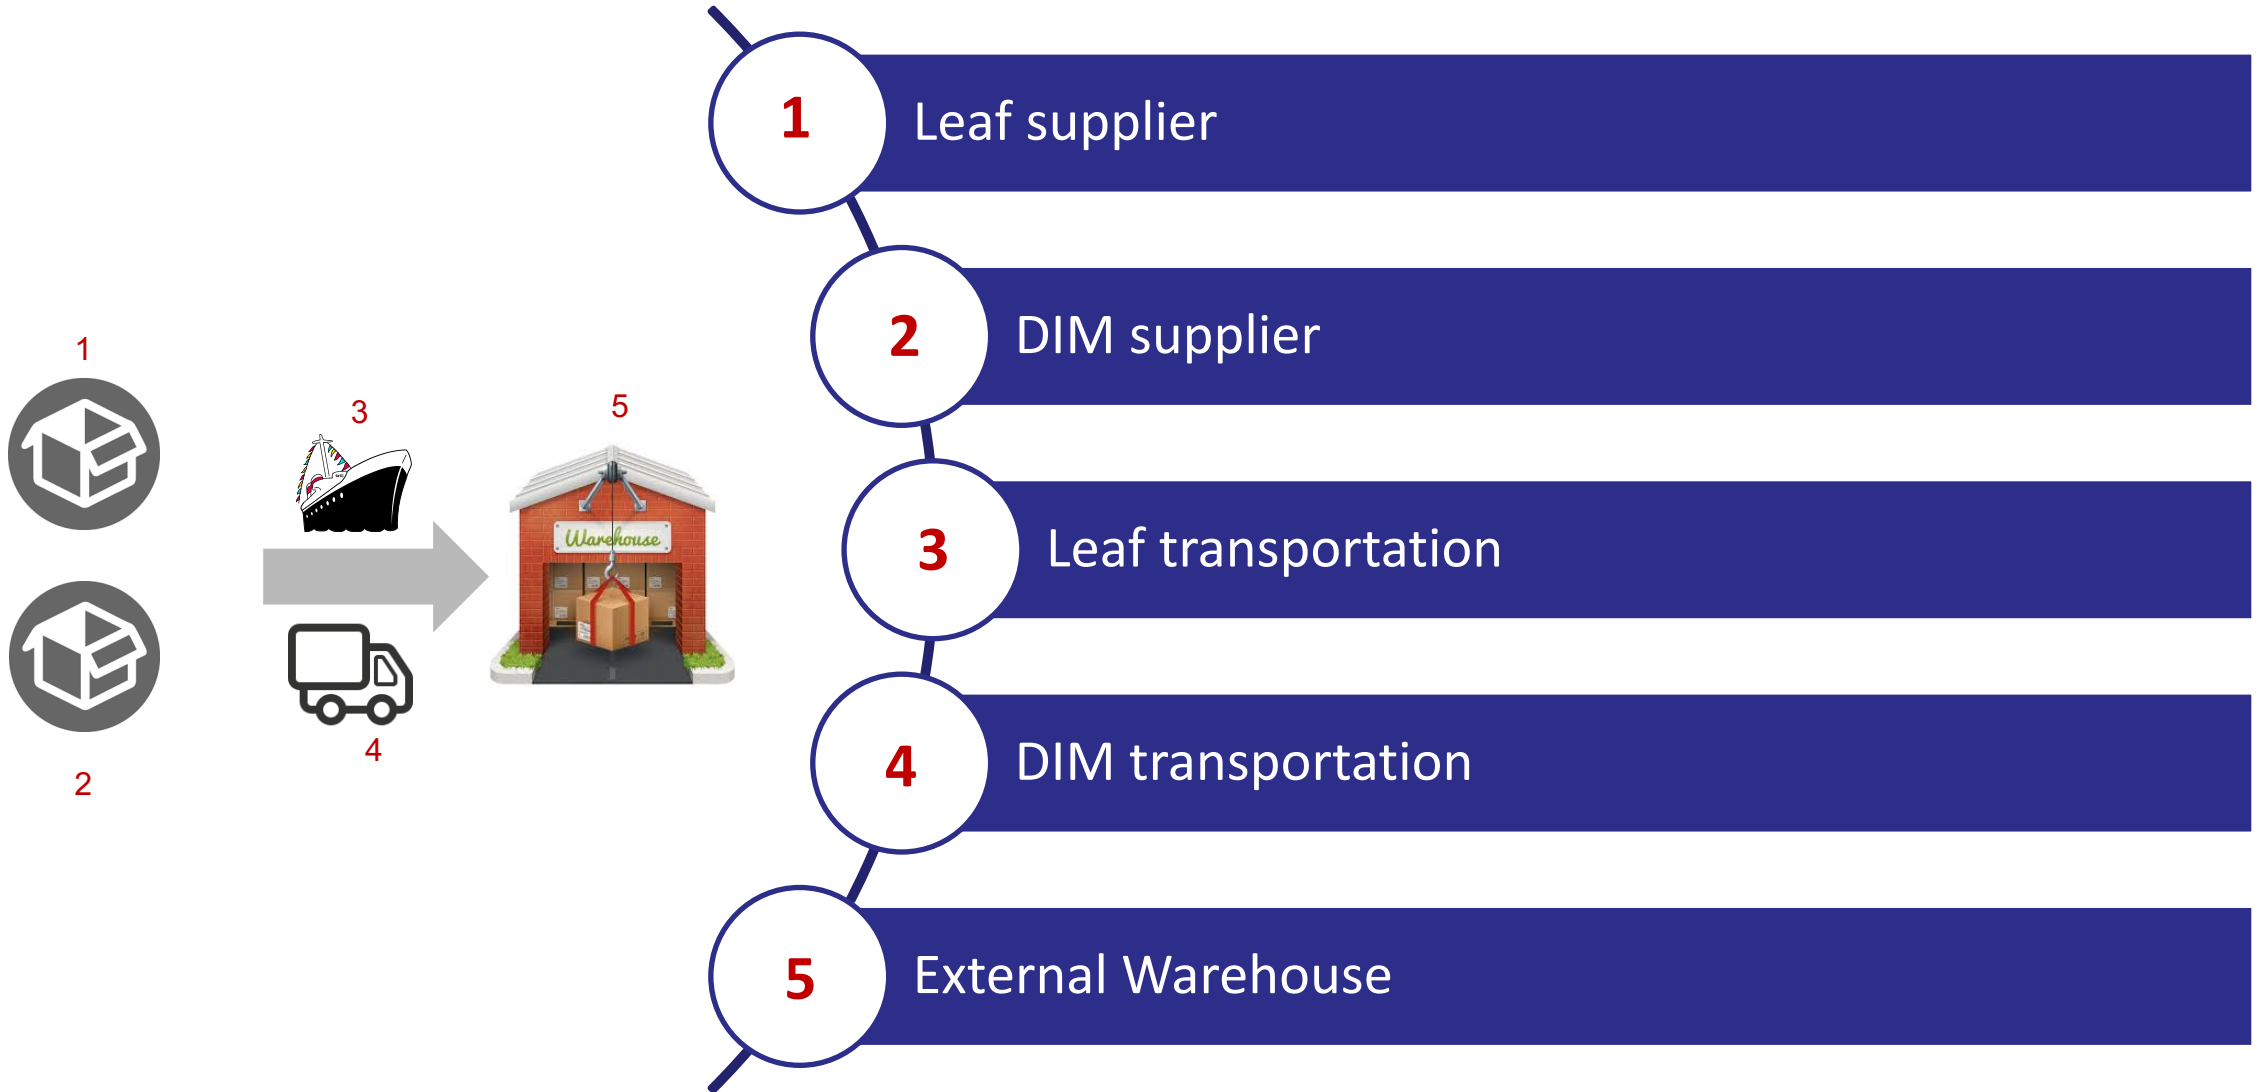 1
2
3
4
5
Warehouse
1
Leaf supplier
2
DIM supplier
3
Leaf transportation
4
DIM transportation
5
External Warehouse